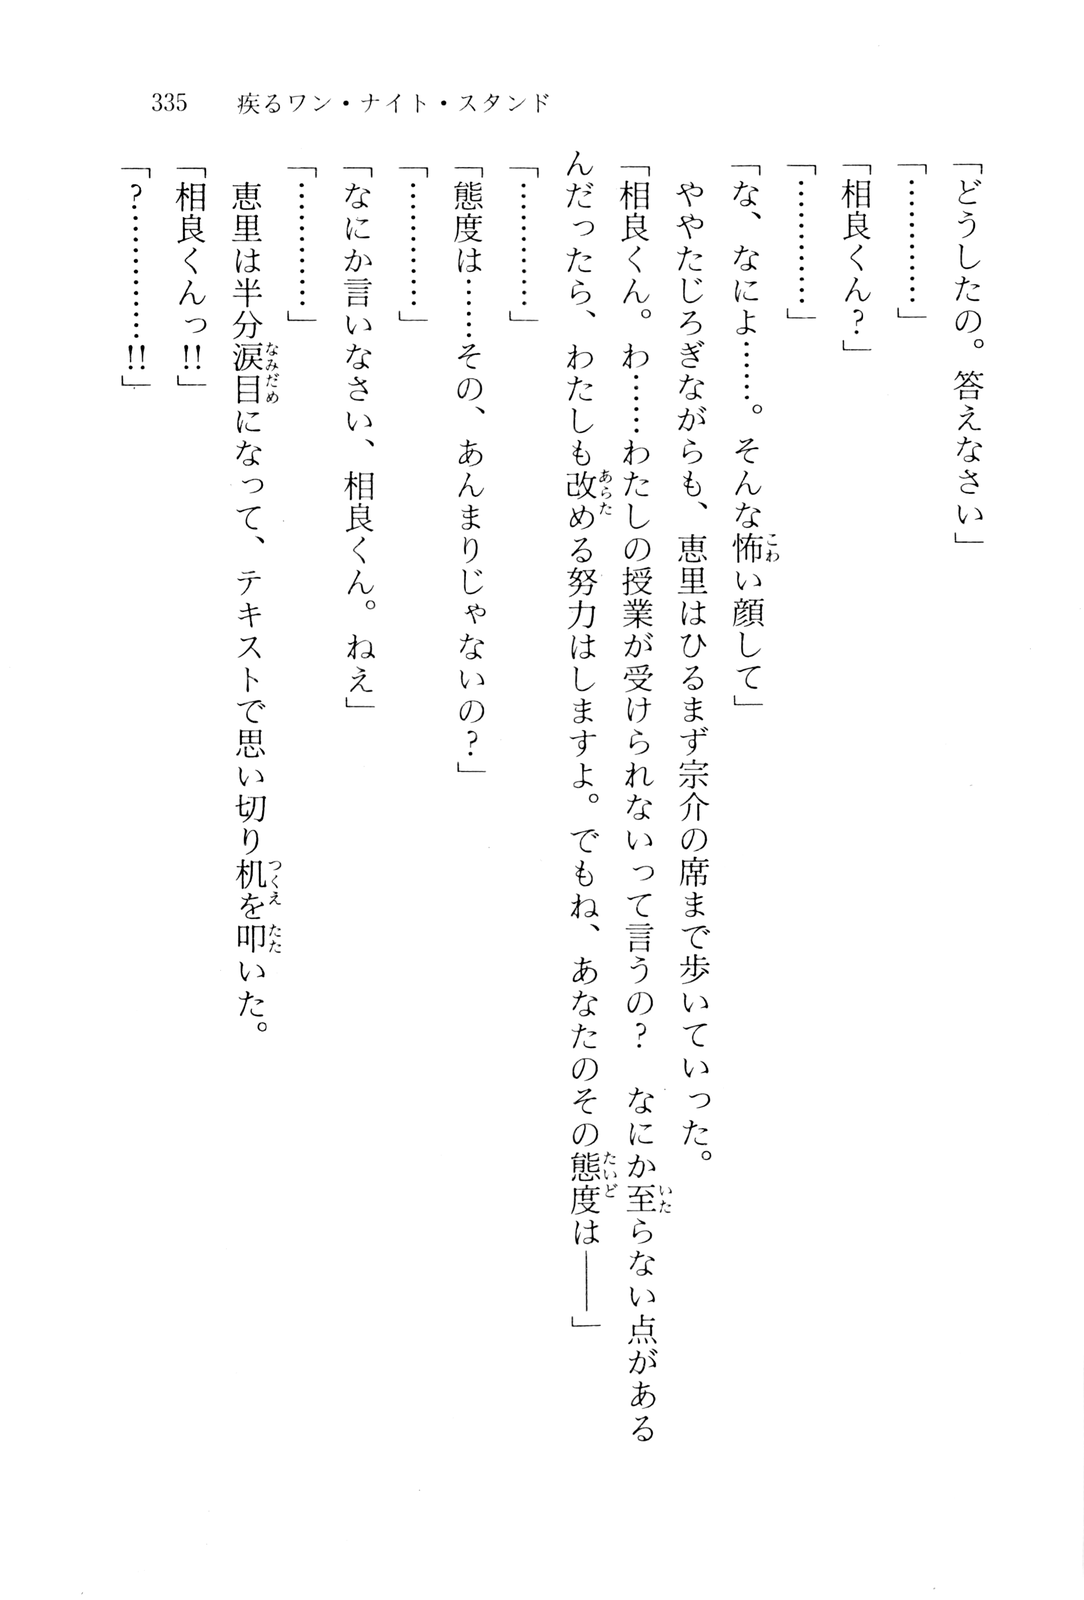 335　疾るワン・ナイト・スタンド
「どうしたの。答えなさい」
「…………」
「相良くん？」
「…………」
「な、なによ……。そんな怖い顔して」
　ややたじろぎながらも、恵里はひるまず宗介の席まで歩いていった。
「相良くん。わ……わたしの授業が受けられないって言うの？　なにか至らない点がある
んだったら、わたしも改める努力はしますよ。でもね、あなたのその態度は――」
「…………」
「態度は……その、あんまりじゃないの？」
「…………」
「なにか言いなさい、相良くん。ねえ」
「…………」
　恵里は半分涙目になって、テキストで思い切り机を叩いた。
「相良くんっ!!」
「？…………!!」